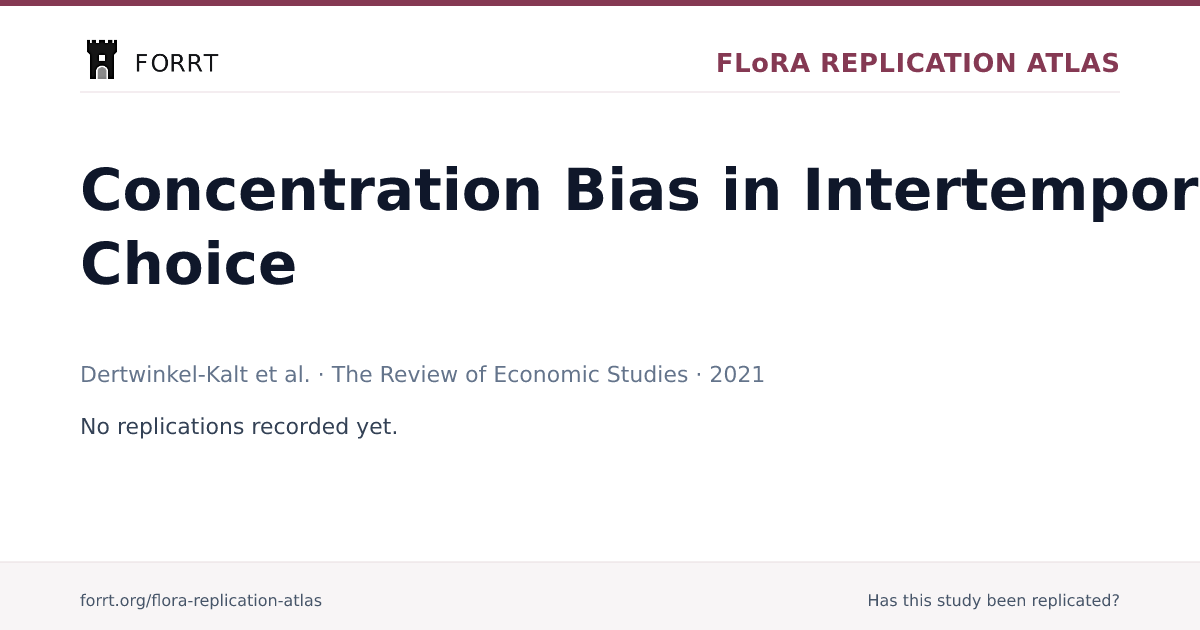 FORRT
FLoRA REPLICATION ATLAS
Concentration Bias in Intertempor
Choice
Dertwinkel-Kalt et al. · The Review of Economic Studies · 2021
No replications recorded yet.
forrt.org/flora-replication-atlas
Has this study been replicated?